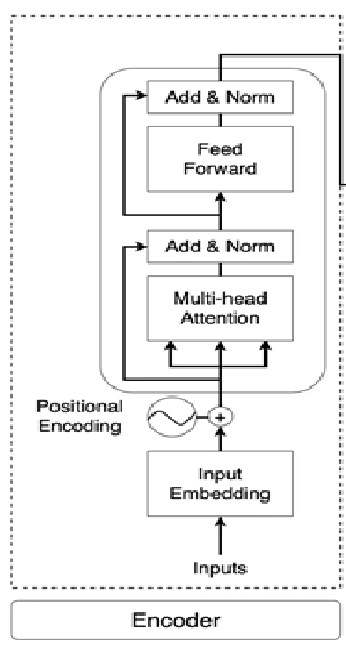 Add & Norm
Feed
Forward
Add & Norm
Multi-head
Attention
Positional
Encoding
+
Input
Embedding
Inputs
Encoder